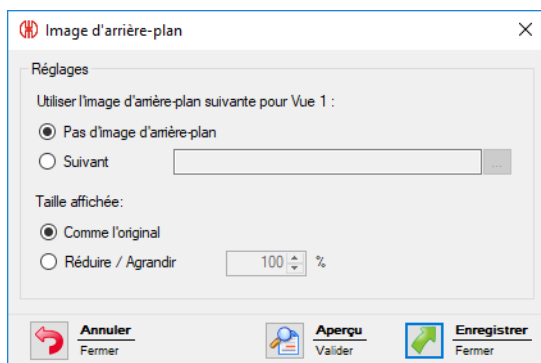 Image d'arrière-plan
Réglages
Utiliser l'image d'arrière-plan suivante pour Vue 1 :
Pas d'image d'arrière-plan
Suivant ...
Taille affichée:
Comme l'original
Réduire / Agrandir 100 %
Annuler Aperçu Enregistrer
Fermer Valider Fermer